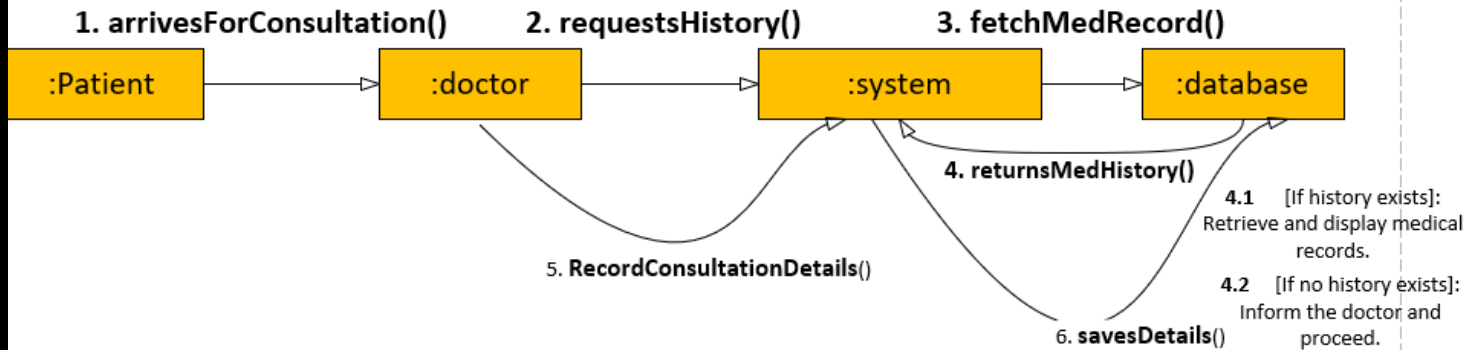 1. arrivesForConsultation()
2. requestsHistory()
3. fetchMedRecord()
:Patient
:doctor
:system
:database
4. returnsMedHistory()
4.1 [If history exists]:
Retrieve and display medical
records.
5. RecordConsultationDetails()
4.2 [If no history exists]:
Inform the doctor and
proceed.
6. savesDetails()